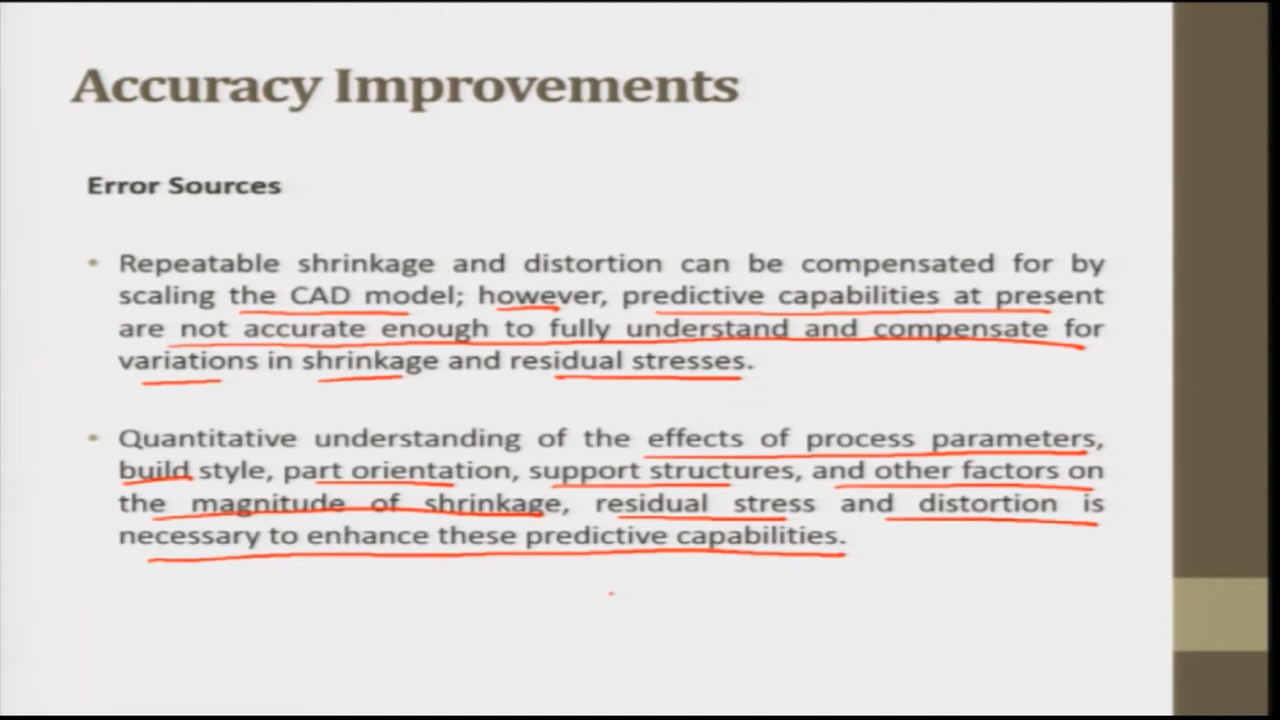 Accuracy Improvements
Error Sources
• Repeatable shrinkage and distortion can be compensated for by
scaling the CAD model; however, predictive capabilities at present
are not accurate enough to fully understand and compensate for
variations in shrinkage and residual stresses.
• Quantitative understanding of the effects of process parameters,
build style, part orientation, support structures, and other factors on
the magnitude of shrinkage, residual stress and distortion is
necessary to enhance these predictive capabilities.